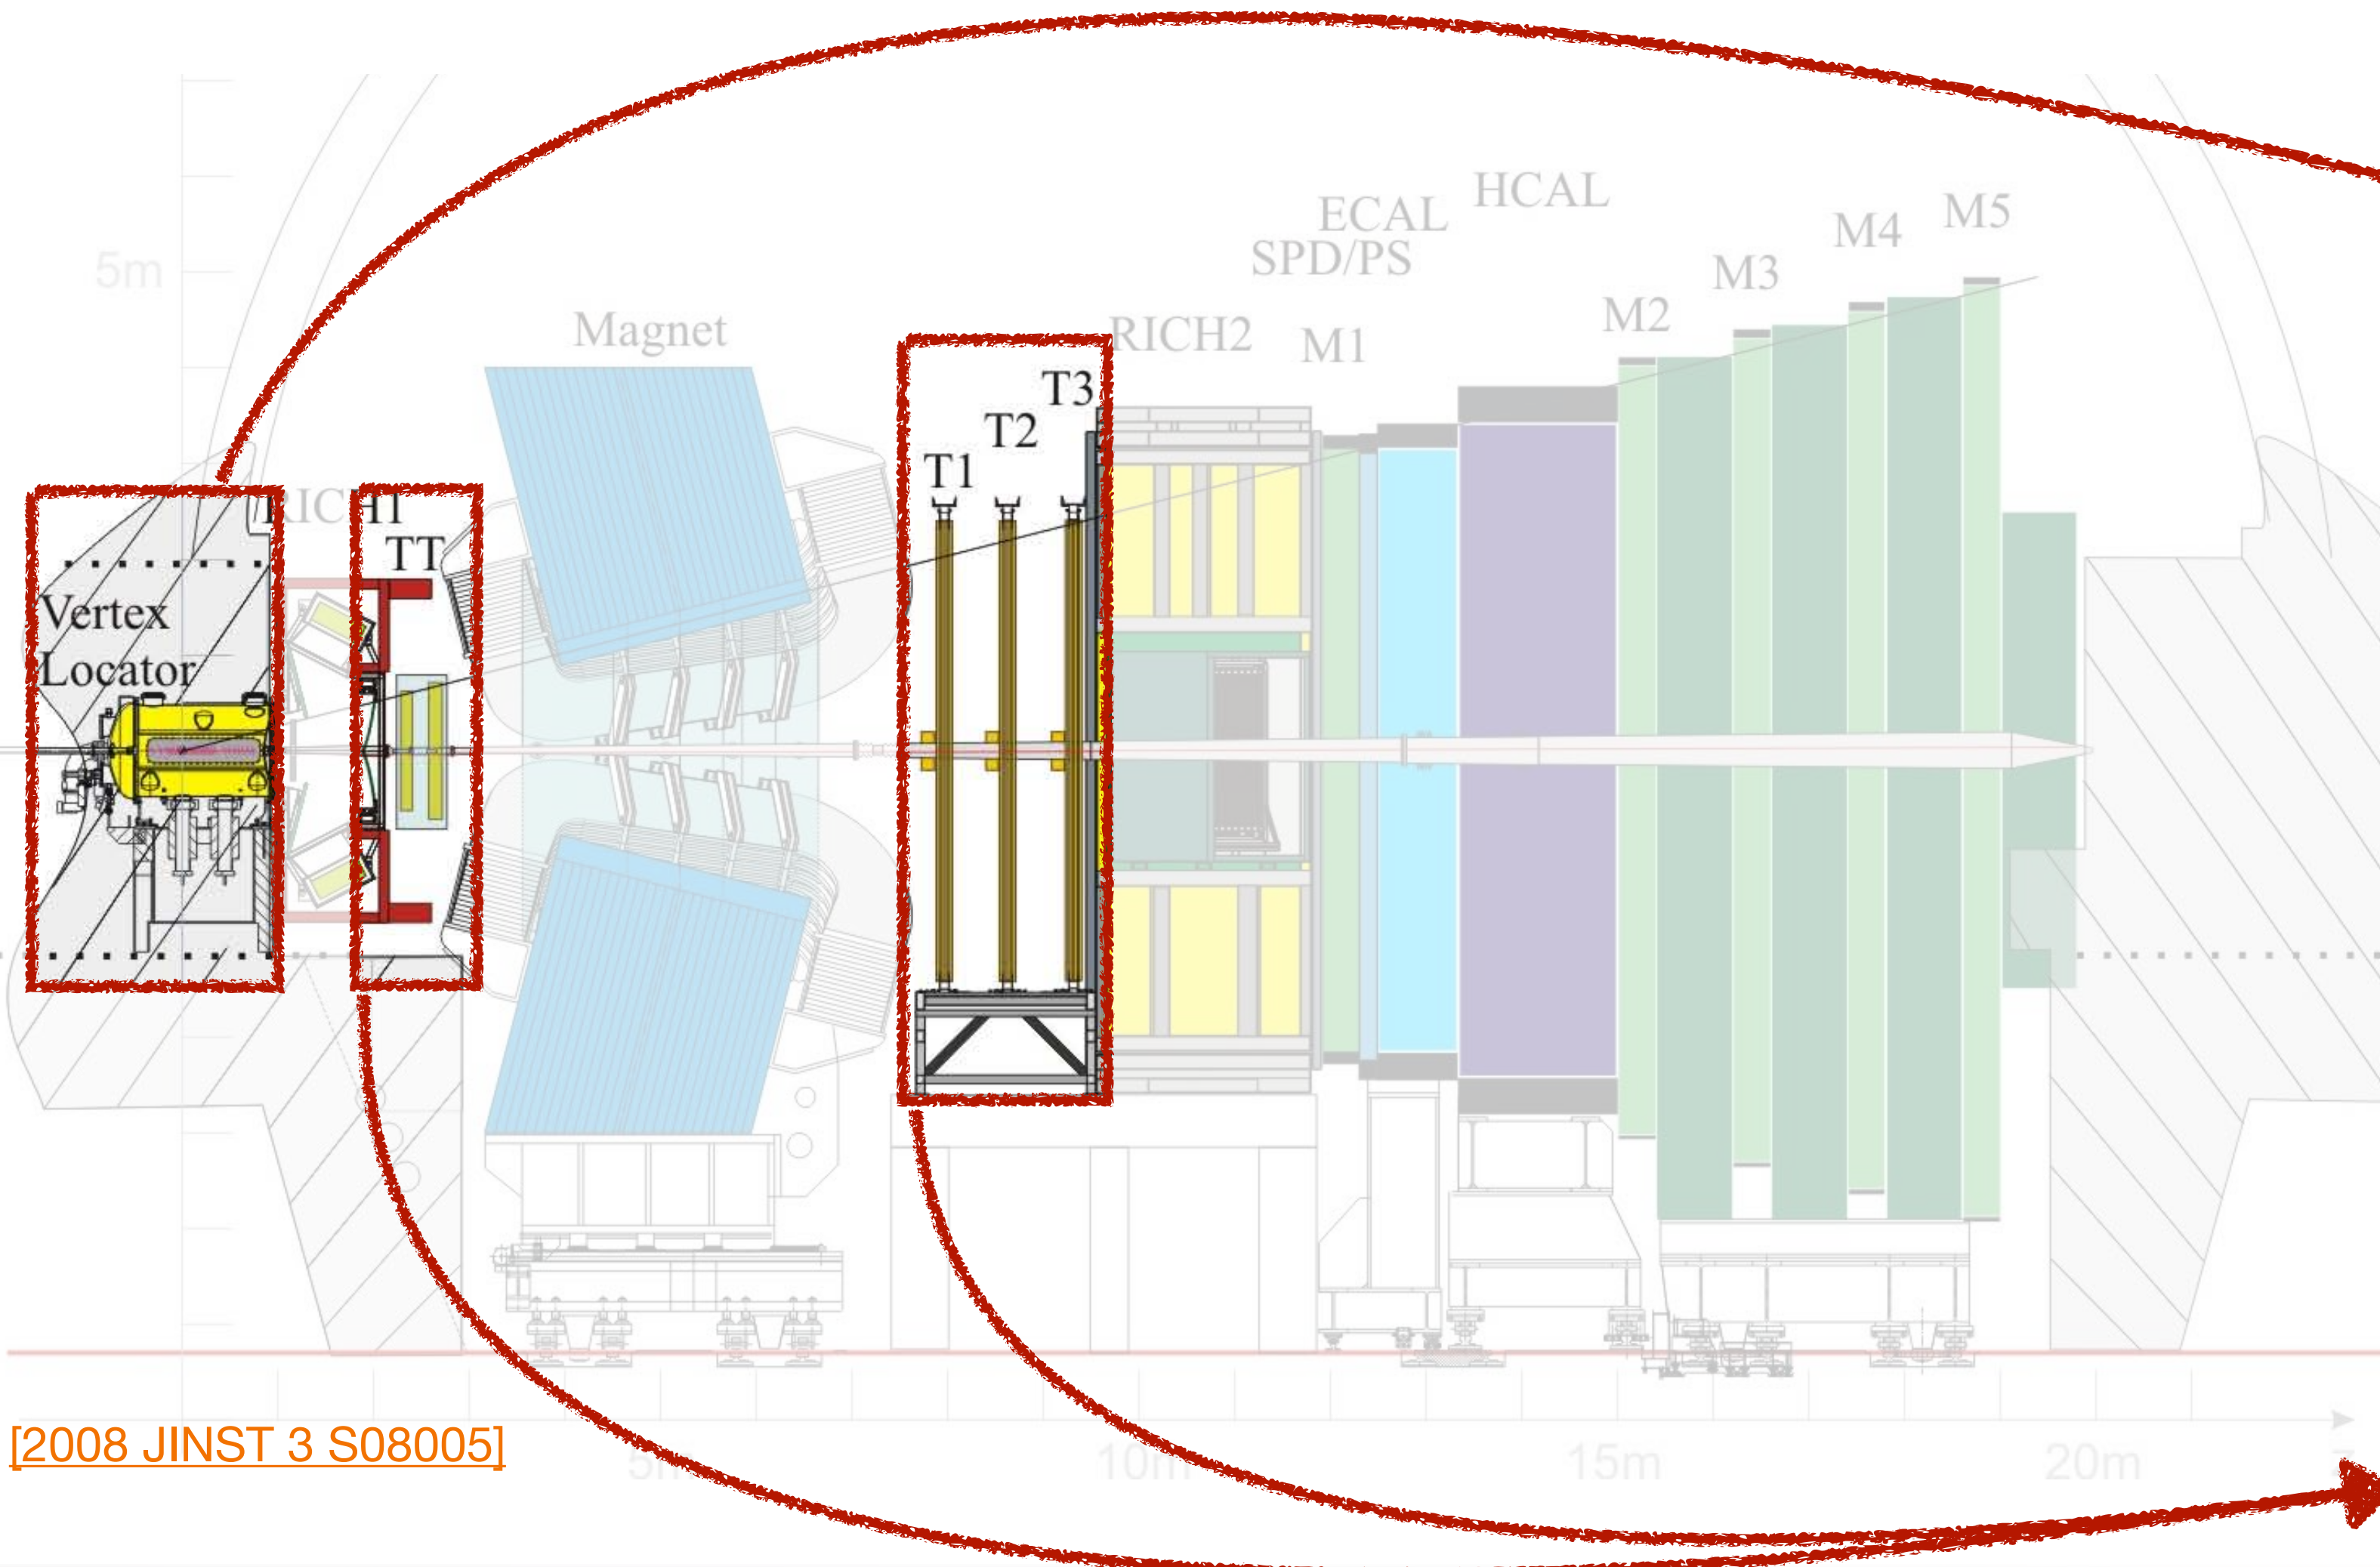 HCAL
ECAL
SPD/PS
M5
M4
M3
M2
5m
Magnet
RICH2
M1
T3
T2
T1
RICH1
TT
Vertex
Locator
[2008 JINST 3 S08005]
5m
10m
15m
20m
z